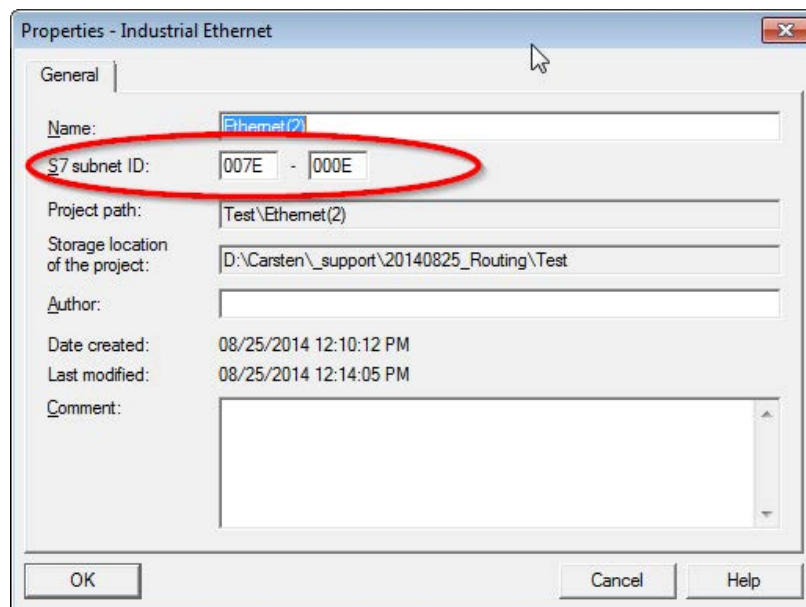 Properties - Industrial Ethernet
General
Name: Ethernet(2)
S7 subnet ID: 007E - 000E
Project path: Test\Ethernet(2)
Storage location
of the project: D:\Carsten\_support\20140825_Routing\Test
Author:
Date created: 08/25/2014 12:10:12 PM
Last modified: 08/25/2014 12:14:05 PM
Comment:
OK Cancel Help